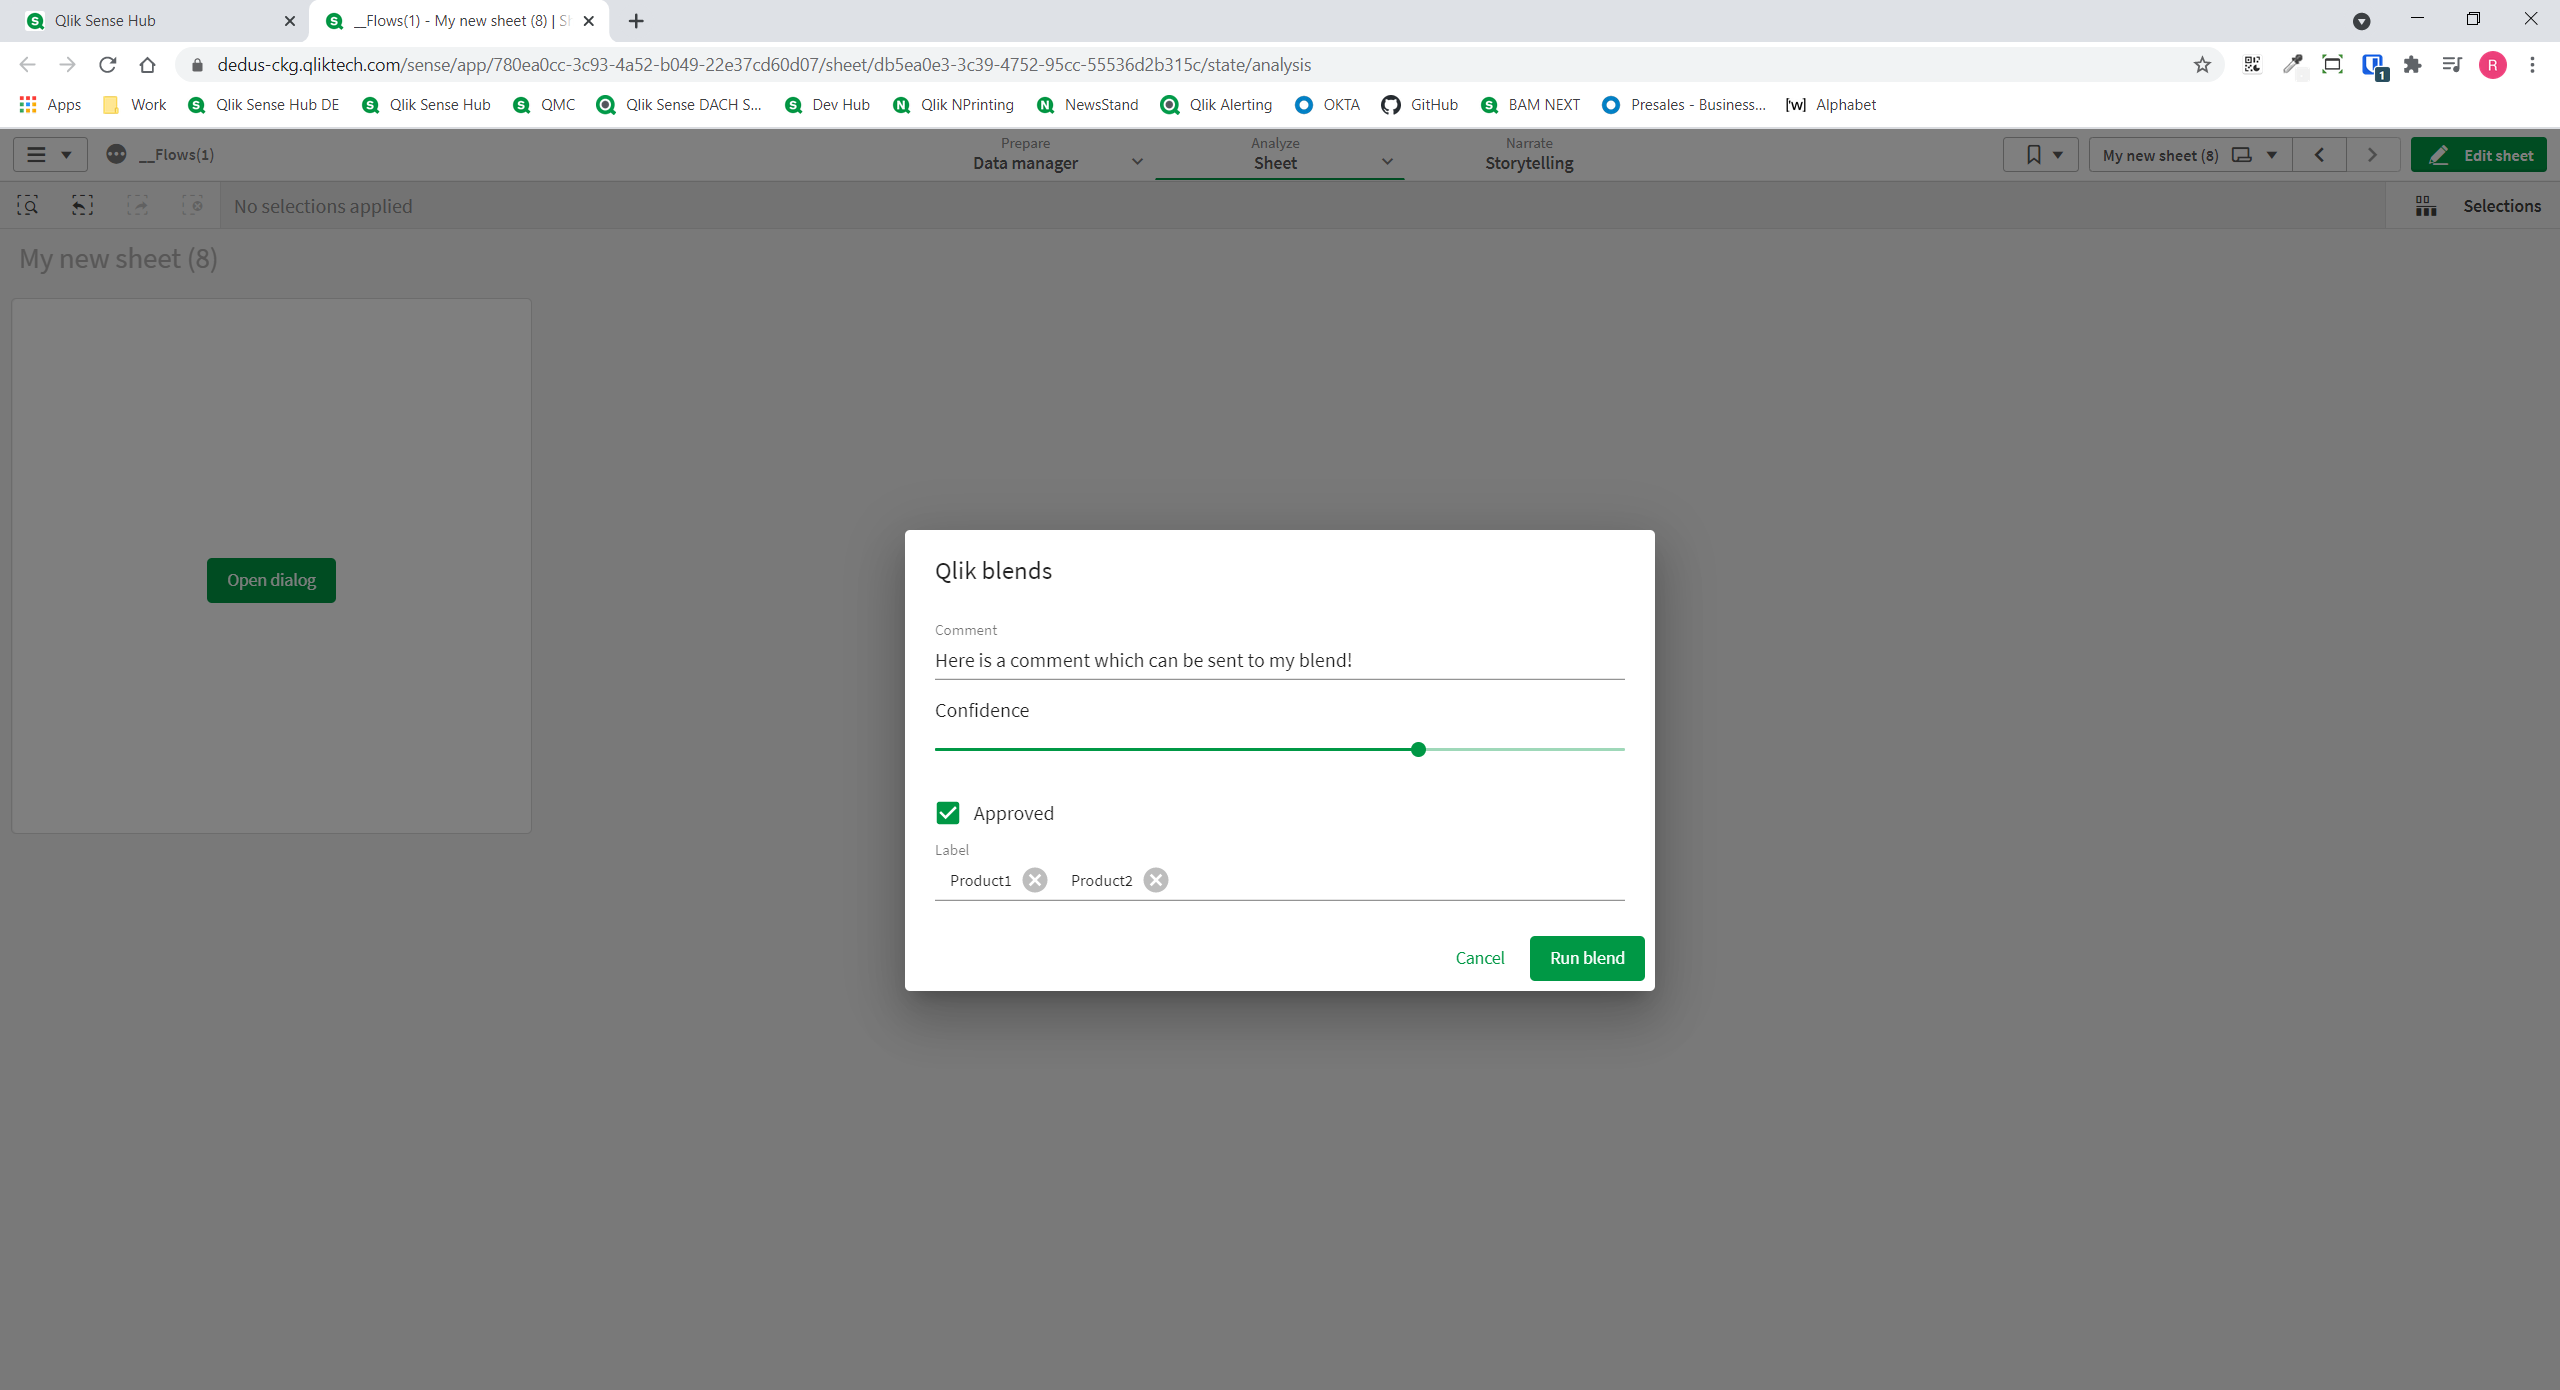 Qlik Sense Hub
__Flows(1) - My new sheet (8) | S
dedus-ckg.qliktech.com/sense/app/780ea0cc-3c93-4a52-b049-22e37cd60d07/sheet/db5ea0e3-3c39-4752-95cc-55536d2b315c/state/analysis
1
R
Apps Work Qlik Sense Hub DE Qlik Sense Hub QMC Qlik Sense DACH S... Dev Hub Qlik NPrinting NewsStand Qlik Alerting OKTA GitHub BAM NEXT Presales - Business... ['w] Alphabet
__Flows(1)
Prepare
Data manager
Analyze
Sheet
Narrate
Storytelling
My new sheet (8)
Edit sheet
No selections applied
Selections
My new sheet (8)
Open dialog
Qlik blends
Comment
Here is a comment which can be sent to my blend!
Confidence
Approved
Label
Product1 Product2
Cancel Run blend